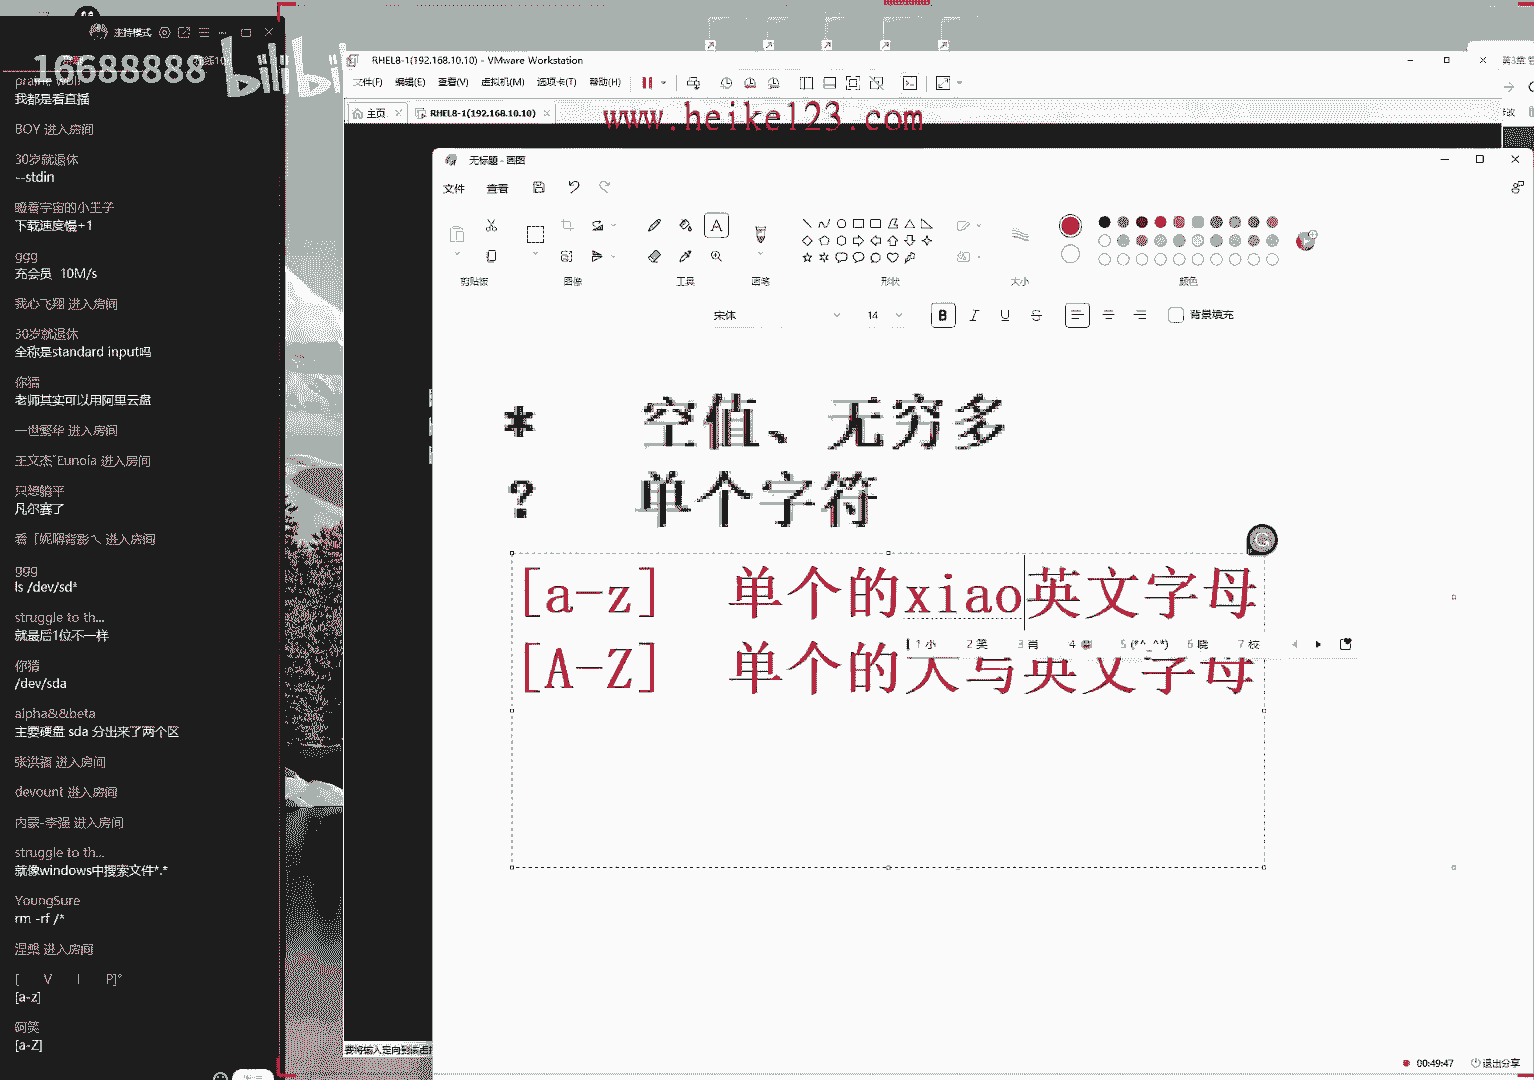 主持模式
16688888 bilibili
prairie wolf
我都是看直播
BOY 进入房间
30岁就退休
--stdin
暖着宇宙的小王子
下载速度慢+1
ggg
充会员 10M/s
我心飞翔 进入房间
30岁就退休
全称是standard input吗
你猜
老师其实可以用阿里云盘
一世繁华 进入房间
王文杰~Eunoia 进入房间
只想躺平
凡尔赛了
进入房间
ggg
ls /dev/sd*
struggle to th...
就最后1位不一样
你猜
/dev/sda
alpha&&beta
主要硬盘 sda 分出来了两个区
进入房间
devount 进入房间
内蒙-李强 进入房间
struggle to th...
就像windows中搜索文件*.*
YoungSure
rm -rf /*
涅槃 进入房间
[ V I P]°
[a-z]
阿笑
[a-Z]
RHEL8-1(192.168.10.10) - VMware Workstation
文件(F) 编辑(E) 查看(V) 虚拟机(M) 选项卡(T) 帮助(H)
主页 RHEL8-1(192.168.10.10)
www.heike123.com
无标题 - 画图
文件 查看
剪贴板 图像 工具 画笔 形状 大小 颜色
宋体 14 B I U 背景填充
* 空值、无穷多
? 单个字符
[a-z] 单个的xiao英文字母
1 小 2 笑 3 肖 4 5 (*^_^*) 6 晓 7 校
[A-Z] 单个的大写英文字母
要将输入定向到该虚拟
00:49:47 退出分享